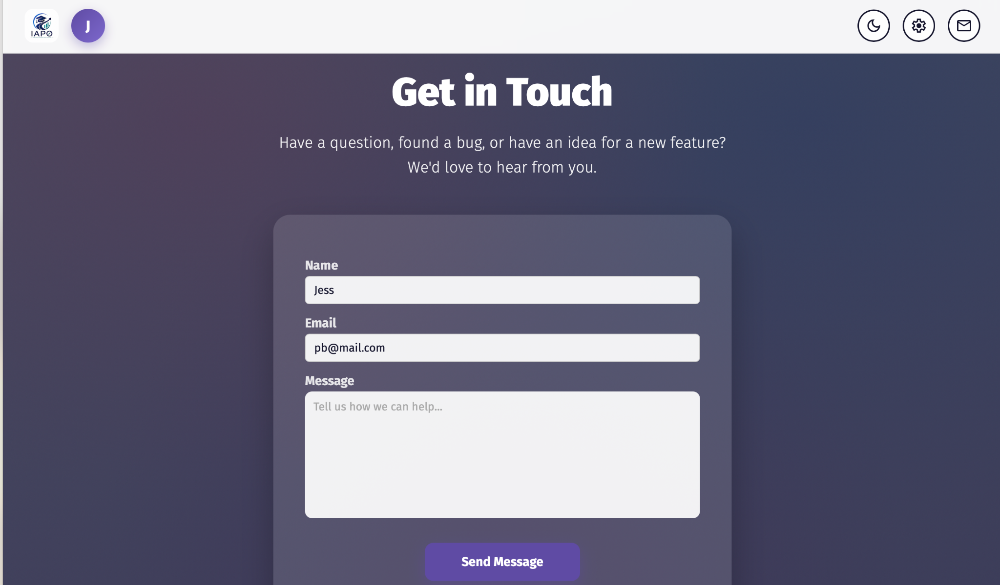 IAPO
J
Get in Touch
Have a question, found a bug, or have an idea for a new feature?
We'd love to hear from you.
Name
Jess
Email
pb@mail.com
Message
Tell us how we can help...
Send Message